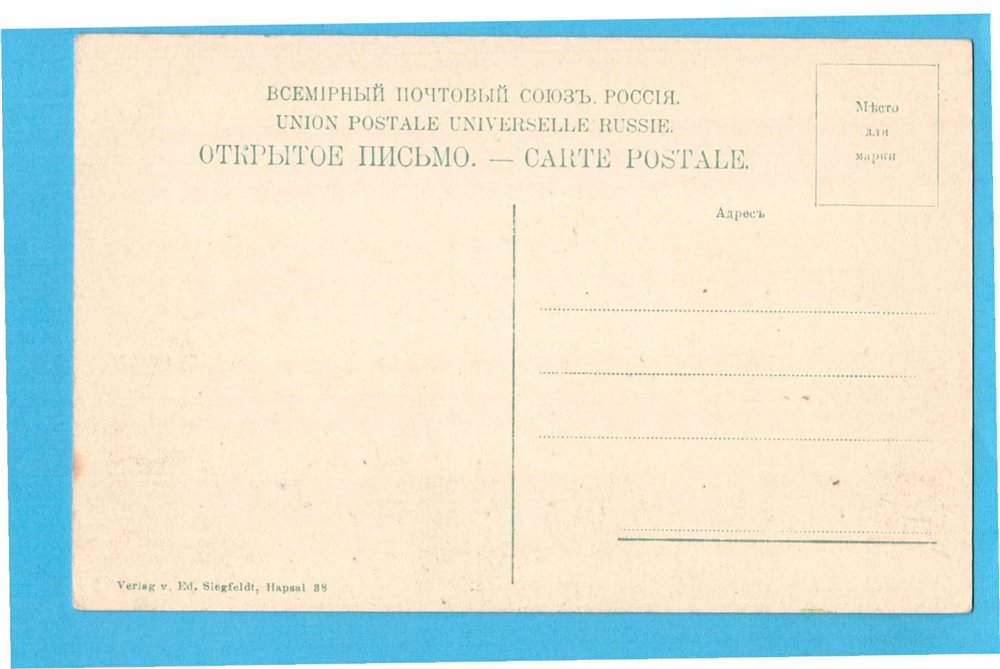 ВСЕМІРНЫЙ ПОЧТОВЫЙ СОЮЗЪ. РОССІЯ.
UNION POSTALE UNIVERSELLE RUSSIE.
ОТКРЫТОЕ ПИСЬМО. — CARTE POSTALE.
Мѣсто
для
марки
Адресъ
Verlag v. Ed. Siegfeldt, Hapsal 38